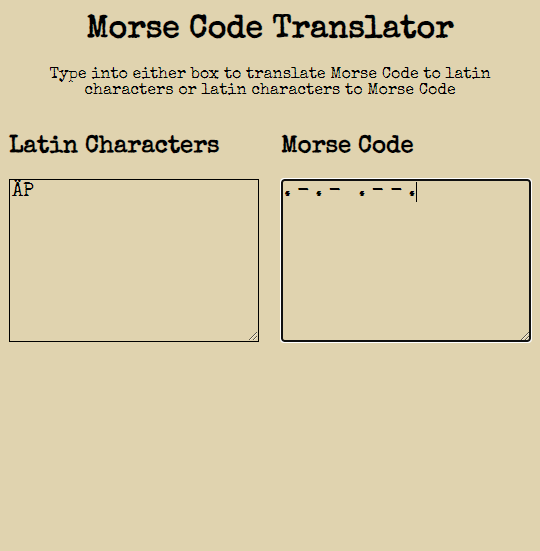 Morse Code Translator
Type into either box to translate Morse Code to latin
characters or latin characters to Morse Code
Latin Characters
Morse Code
ÄP
.-.- .--.